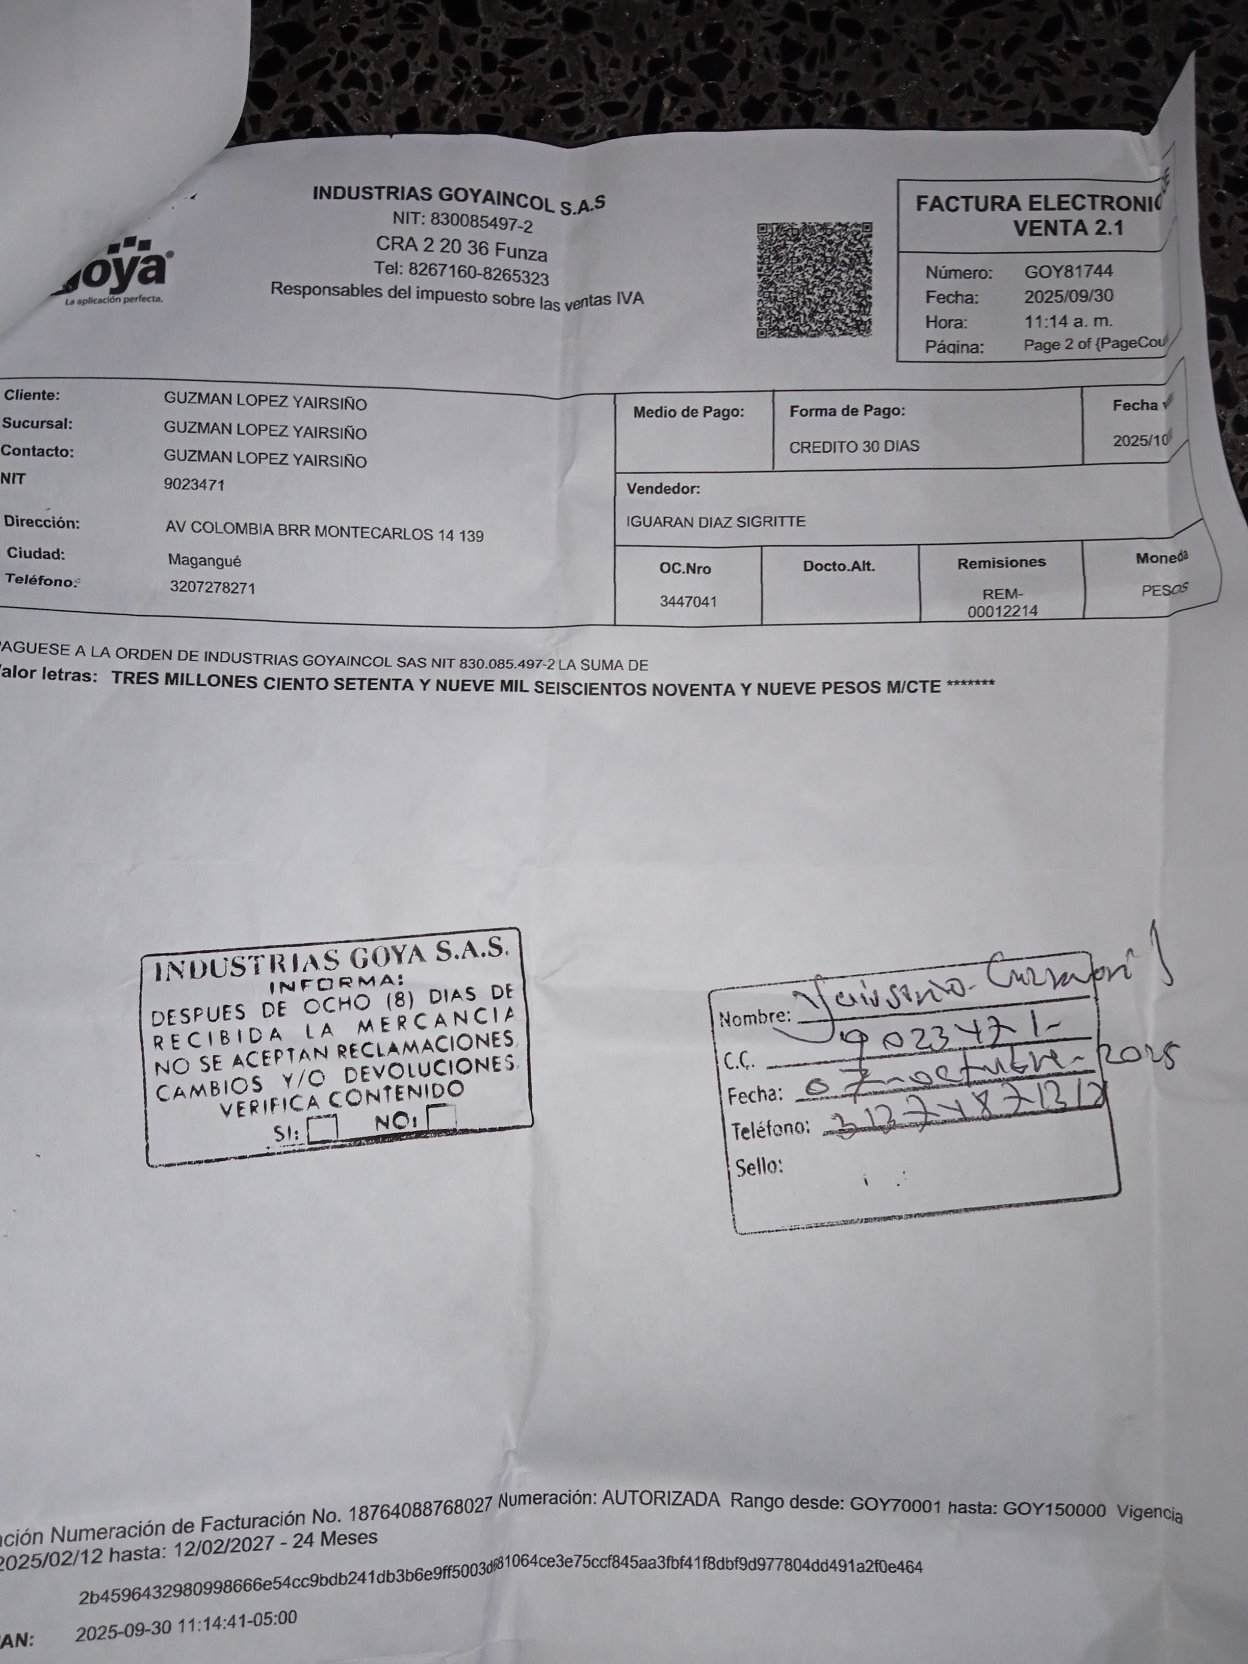 INDUSTRIAS GOYAINCOL S.A.S
NIT: 830085497-2
CRA 2 20 36 Funza
Tel: 8267160-8265323
Responsables del impuesto sobre las ventas IVA
oya
La aplicación perfecta.
FACTURA ELECTRONIC
VENTA 2.1
Número: GOY81744
Fecha: 2025/09/30
Hora: 11:14 a. m.
Página: Page 2 of {PageCou
Cliente: GUZMAN LOPEZ YAIRSIÑO
Sucursal: GUZMAN LOPEZ YAIRSIÑO
Contacto: GUZMAN LOPEZ YAIRSIÑO
NIT 9023471
Dirección: AV COLOMBIA BRR MONTECARLOS 14 139
Ciudad: Magangué
Teléfono: 3207278271
Medio de Pago: Forma de Pago: Fecha
CREDITO 30 DIAS 2025/10
Vendedor:
IGUARAN DIAZ SIGRITTE
OC.Nro Docto.Alt. Remisiones Moneda
3447041 REM- PESOS
00012214
AGUESE A LA ORDEN DE INDUSTRIAS GOYAINCOL SAS NIT 830.085.497-2 LA SUMA DE
alor letras: TRES MILLONES CIENTO SETENTA Y NUEVE MIL SEISCIENTOS NOVENTA Y NUEVE PESOS M/CTE *******
INDUSTRIAS GOYA S.A.S.
INFORMA:
DESPUES DE OCHO (8) DIAS DE
RECIBIDA LA MERCANCIA
NO SE ACEPTAN RECLAMACIONES,
CAMBIOS Y/O DEVOLUCIONES.
VERIFICA CONTENIDO
SI: NO:
Nombre:
C.C. 9023471-
Fecha: 07-octubre-2025
Teléfono:
Sello:
ación Numeración de Facturación No. 18764088768027 Numeración: AUTORIZADA Rango desde: GOY70001 hasta: GOY150000 Vigencia
2025/02/12 hasta: 12/02/2027 - 24 Meses
AN: 2025-09-30 11:14:41-05:00